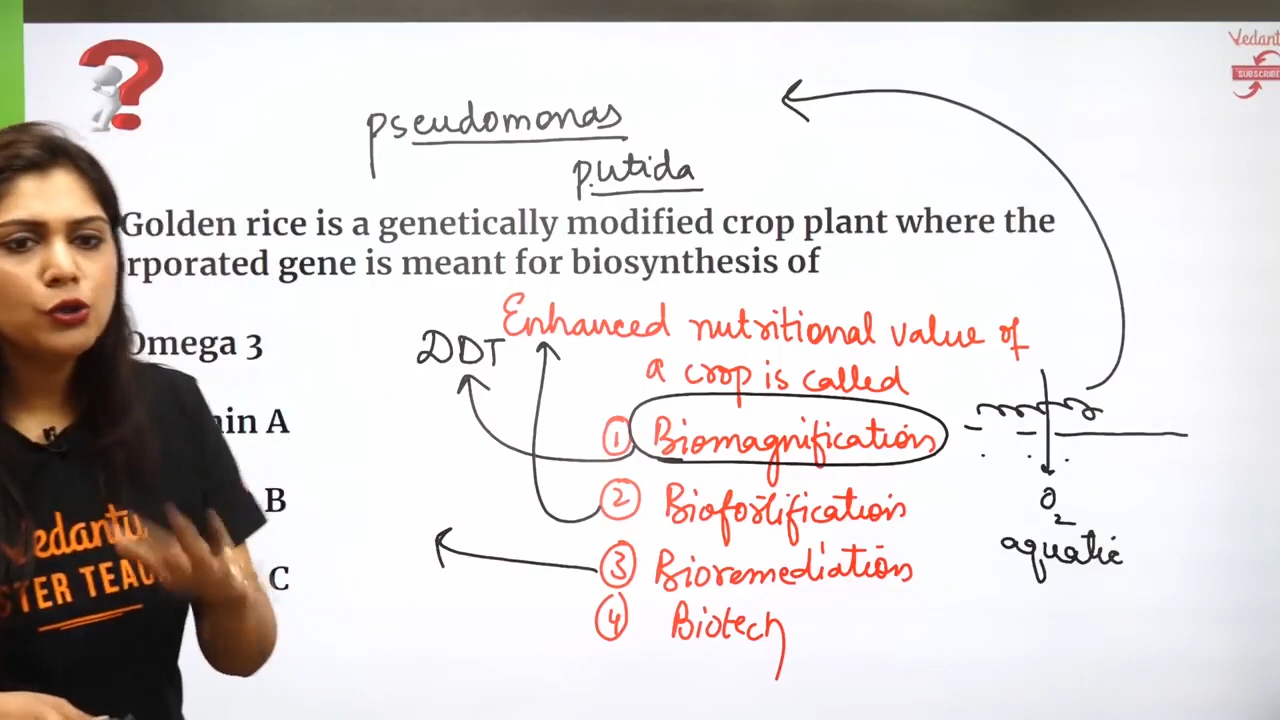 Vedant
SUBSCRIBE
pseudomonas
putida
Golden rice is a genetically modified crop plant where the
rporated gene is meant for biosynthesis of
Omega 3
DDT
Enhanced nutritional value of
a crop is called
min A
① Biomagnification
B
② Biofortification
O2
aquatic
C
③ Bioremediation
④ Biotech
Vedantu
STER TEAC